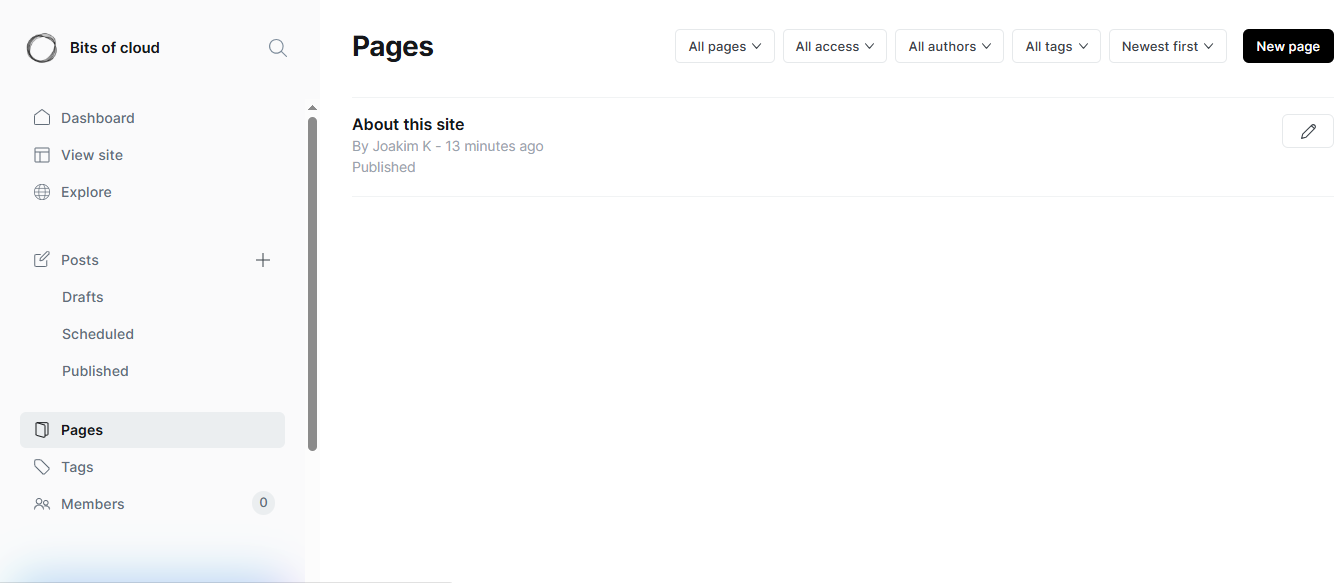 Bits of cloud
Dashboard
View site
Explore
Posts
Drafts
Scheduled
Published
Pages
Tags
Members 0
Pages
All pages All access All authors All tags Newest first New page
About this site
By Joakim K - 13 minutes ago
Published